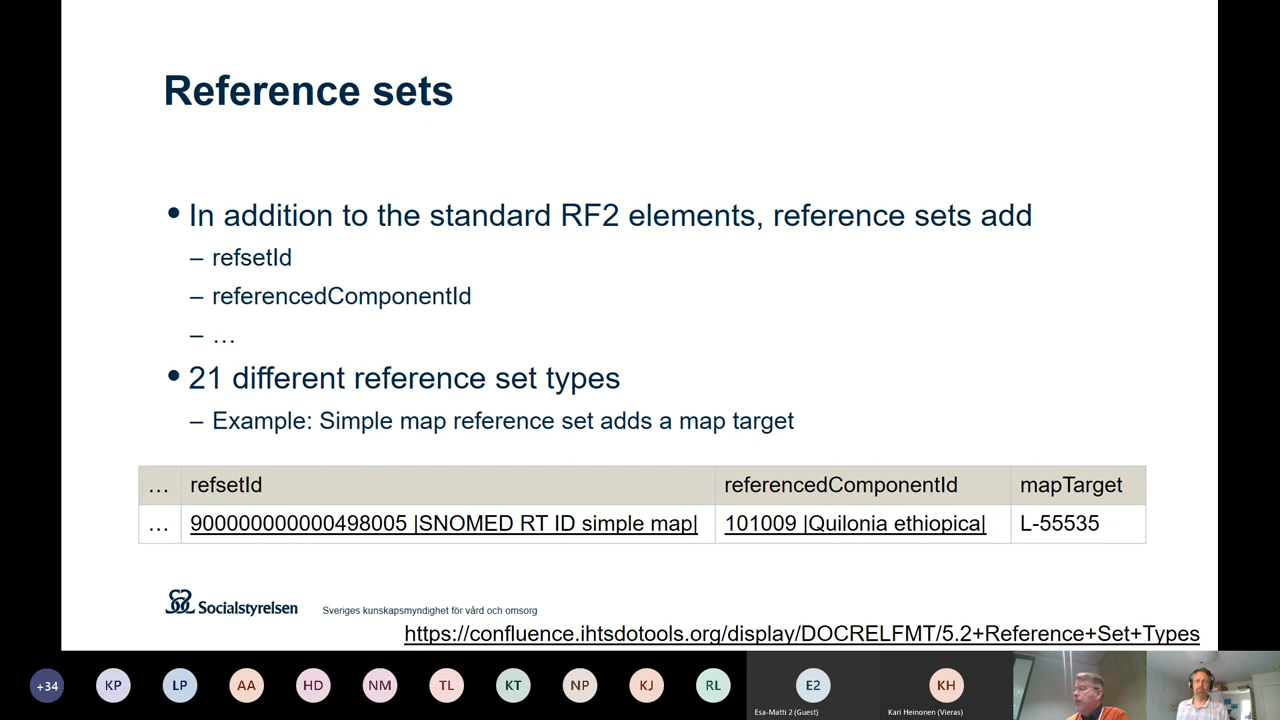 Reference sets
• In addition to the standard RF2 elements, reference sets add
– refsetId
– referencedComponentId
– …
• 21 different reference set types
– Example: Simple map reference set adds a map target
… refsetId referencedComponentId mapTarget
… 900000000000498005 |SNOMED RT ID simple map| 101009 |Quilonia ethiopica| L-55535
Socialstyrelsen Sveriges kunskapsmyndighet för vård och omsorg
https://confluence.ihtsdotools.org/display/DOCRELFMT/5.2+Reference+Set+Types
+34 KP LP AA HD NM TL KT NP KJ RL E2 KH
Esa-Matti 2 (Guest) Kari Heinonen (Vieras)